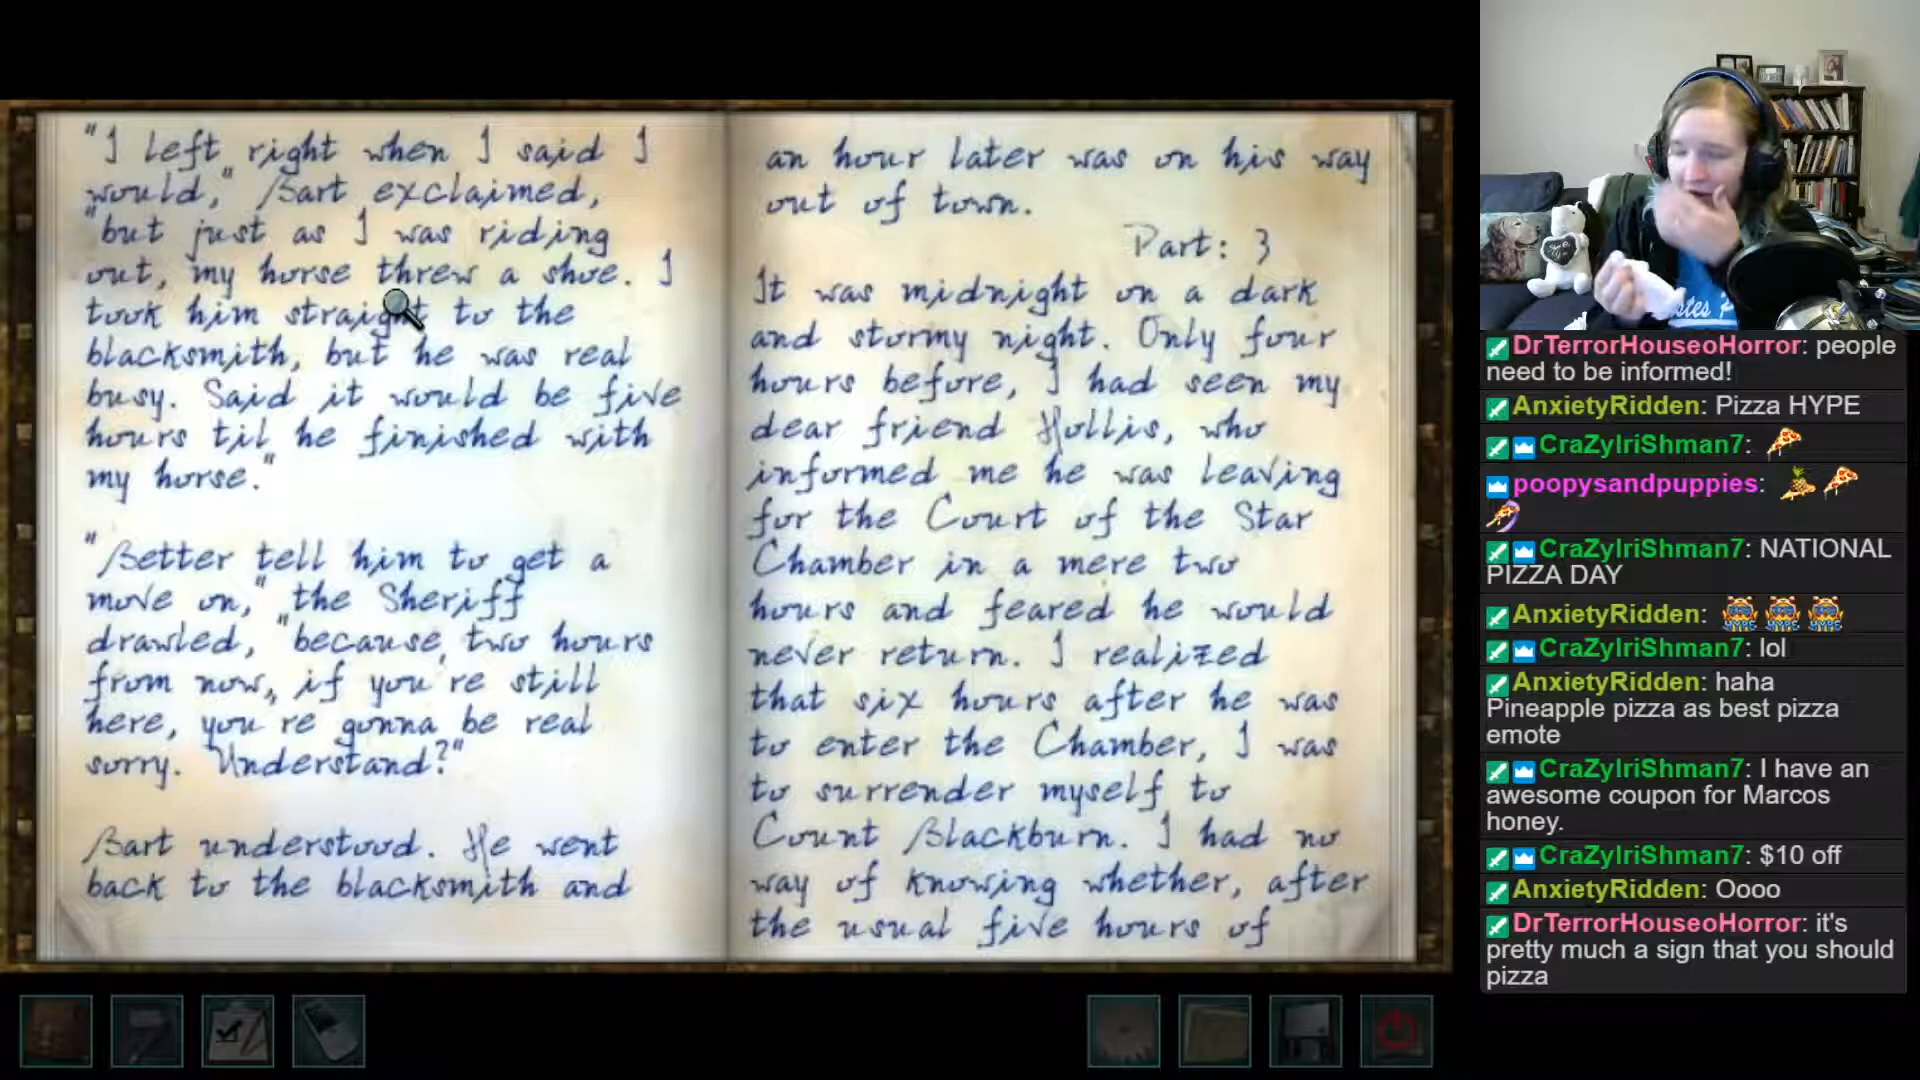 "I left right when I said I
would," Bart exclaimed,
"but just as I was riding
out, my horse threw a shoe. I
took him straight to the
blacksmith, but he was real
busy. Said it would be five
hours til he finished with
my horse."
"Better tell him to get a
move on," the Sheriff
drawled, "because, two hours
from now, if you're still
here, you're gonna be real
sorry. Understand?"
Bart understood. He went
back to the blacksmith and
an hour later was on his way
out of town.
Part: 3
It was midnight on a dark
and stormy night. Only four
hours before, I had seen my
dear friend Hollis, who
informed me he was leaving
for the Court of the Star
Chamber in a mere two
hours and feared he would
never return. I realized
that six hours after he was
to enter the Chamber, I was
to surrender myself to
Count Blackburn. I had no
way of knowing whether, after
the usual five hours of
DrTerrorHouseoHorror: people
need to be informed!
AnxietyRidden: Pizza HYPE
CraZyIriShman7:
poopysandpuppies:
CraZyIriShman7: NATIONAL
PIZZA DAY
AnxietyRidden:
CraZyIriShman7: lol
AnxietyRidden: haha
Pineapple pizza as best pizza
emote
CraZyIriShman7: I have an
awesome coupon for Marcos
honey.
CraZyIriShman7: $10 off
AnxietyRidden: Oooo
DrTerrorHouseoHorror: it's
pretty much a sign that you should
pizza